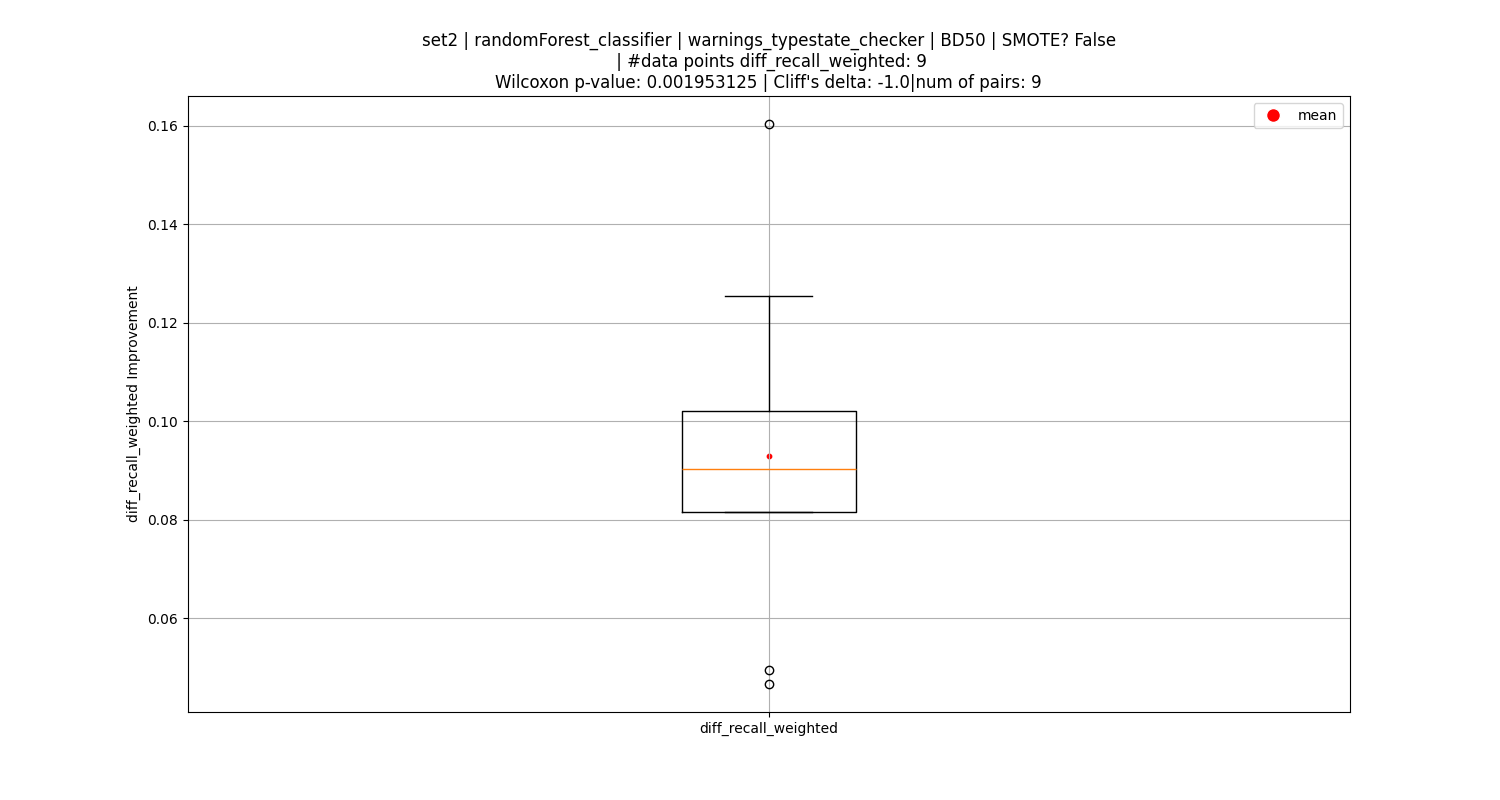 set2 | randomForest_classifier | warnings_typestate_checker | BD50 | SMOTE? False
| #data points diff_recall_weighted: 9
Wilcoxon p-value: 0.001953125 | Cliff's delta: -1.0|num of pairs: 9
mean
0.16
0.14
0.12
0.10
0.08
0.06
diff_recall_weighted Improvement
diff_recall_weighted